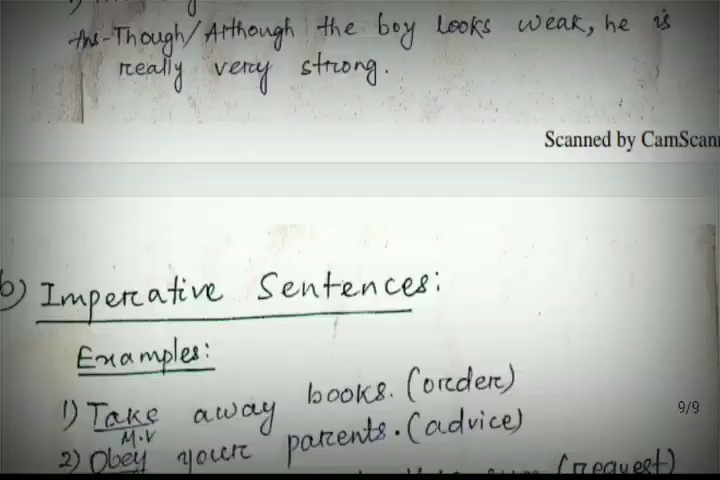 Ans-Though/Although the boy looks weak, he is
really very strong.
Scanned by CamScan
b) Imperative Sentences:
Examples:
1) Take away books. (order)
M.V
2) Obey your parents. (advice)
(request)
9/9